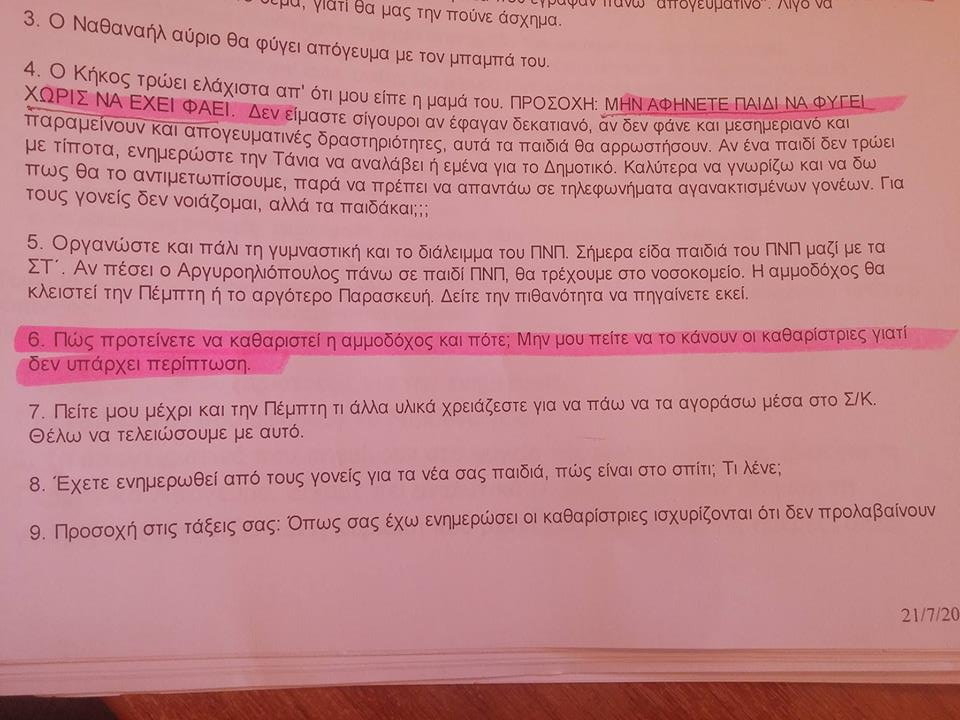 θέμα, γιατί θα μας την πούνε άσχημα.
3. Ο Ναθαναήλ αύριο θα φύγει απόγευμα με τον μπαμπά του.
4. Ο Κήκος τρώει ελάχιστα απ' ότι μου είπε η μαμά του. ΠΡΟΣΟΧΗ: ΜΗΝ ΑΦΗΝΕΤΕ ΠΑΙΔΙ ΝΑ ΦΥΓΕΙ
ΧΩΡΙΣ ΝΑ ΕΧΕΙ ΦΑΕΙ. Δεν είμαστε σίγουροι αν έφαγαν δεκατιανό, αν δεν φάνε και μεσημεριανό και
παραμείνουν και απογευματινές δραστηριότητες, αυτά τα παιδιά θα αρρωστήσουν. Αν ένα παιδί δεν τρώει
με τίποτα, ενημερώστε την Τάνια να αναλάβει ή εμένα για το Δημοτικό. Καλύτερα να γνωρίζω και να δω
πως θα το αντιμετωπίσουμε, παρά να πρέπει να απαντάω σε τηλεφωνήματα αγανακτισμένων γονέων. Για
τους γονείς δεν νοιάζομαι, αλλά τα παιδάκια;;;
5. Οργανώστε και πάλι τη γυμναστική και το διάλειμμα του ΠΝΠ. Σήμερα είδα παιδιά του ΠΝΠ μαζί με τα
ΣΤ΄. Αν πέσει ο Αργυροηλιόπουλος πάνω σε παιδί ΠΝΠ, θα τρέχουμε στο νοσοκομείο. Η αμμοδόχος θα
κλειστεί την Πέμπτη ή το αργότερο Παρασκευή. Δείτε την πιθανότητα να πηγαίνετε εκεί.
6. Πώς προτείνετε να καθαριστεί η αμμοδόχος και πότε; Μην μου πείτε να το κάνουν οι καθαρίστριες γιατί
δεν υπάρχει περίπτωση.
7. Πείτε μου μέχρι και την Πέμπτη τι άλλα υλικά χρειάζεστε για να πάω να τα αγοράσω μέσα στο Σ/Κ.
Θέλω να τελειώσουμε με αυτό.
8. Έχετε ενημερωθεί από τους γονείς για τα νέα σας παιδιά, πώς είναι στο σπίτι; Τι λένε;
9. Προσοχή στις τάξεις σας: Όπως σας έχω ενημερώσει οι καθαρίστριες ισχυρίζονται ότι δεν προλαβαίνουν
21/7/20